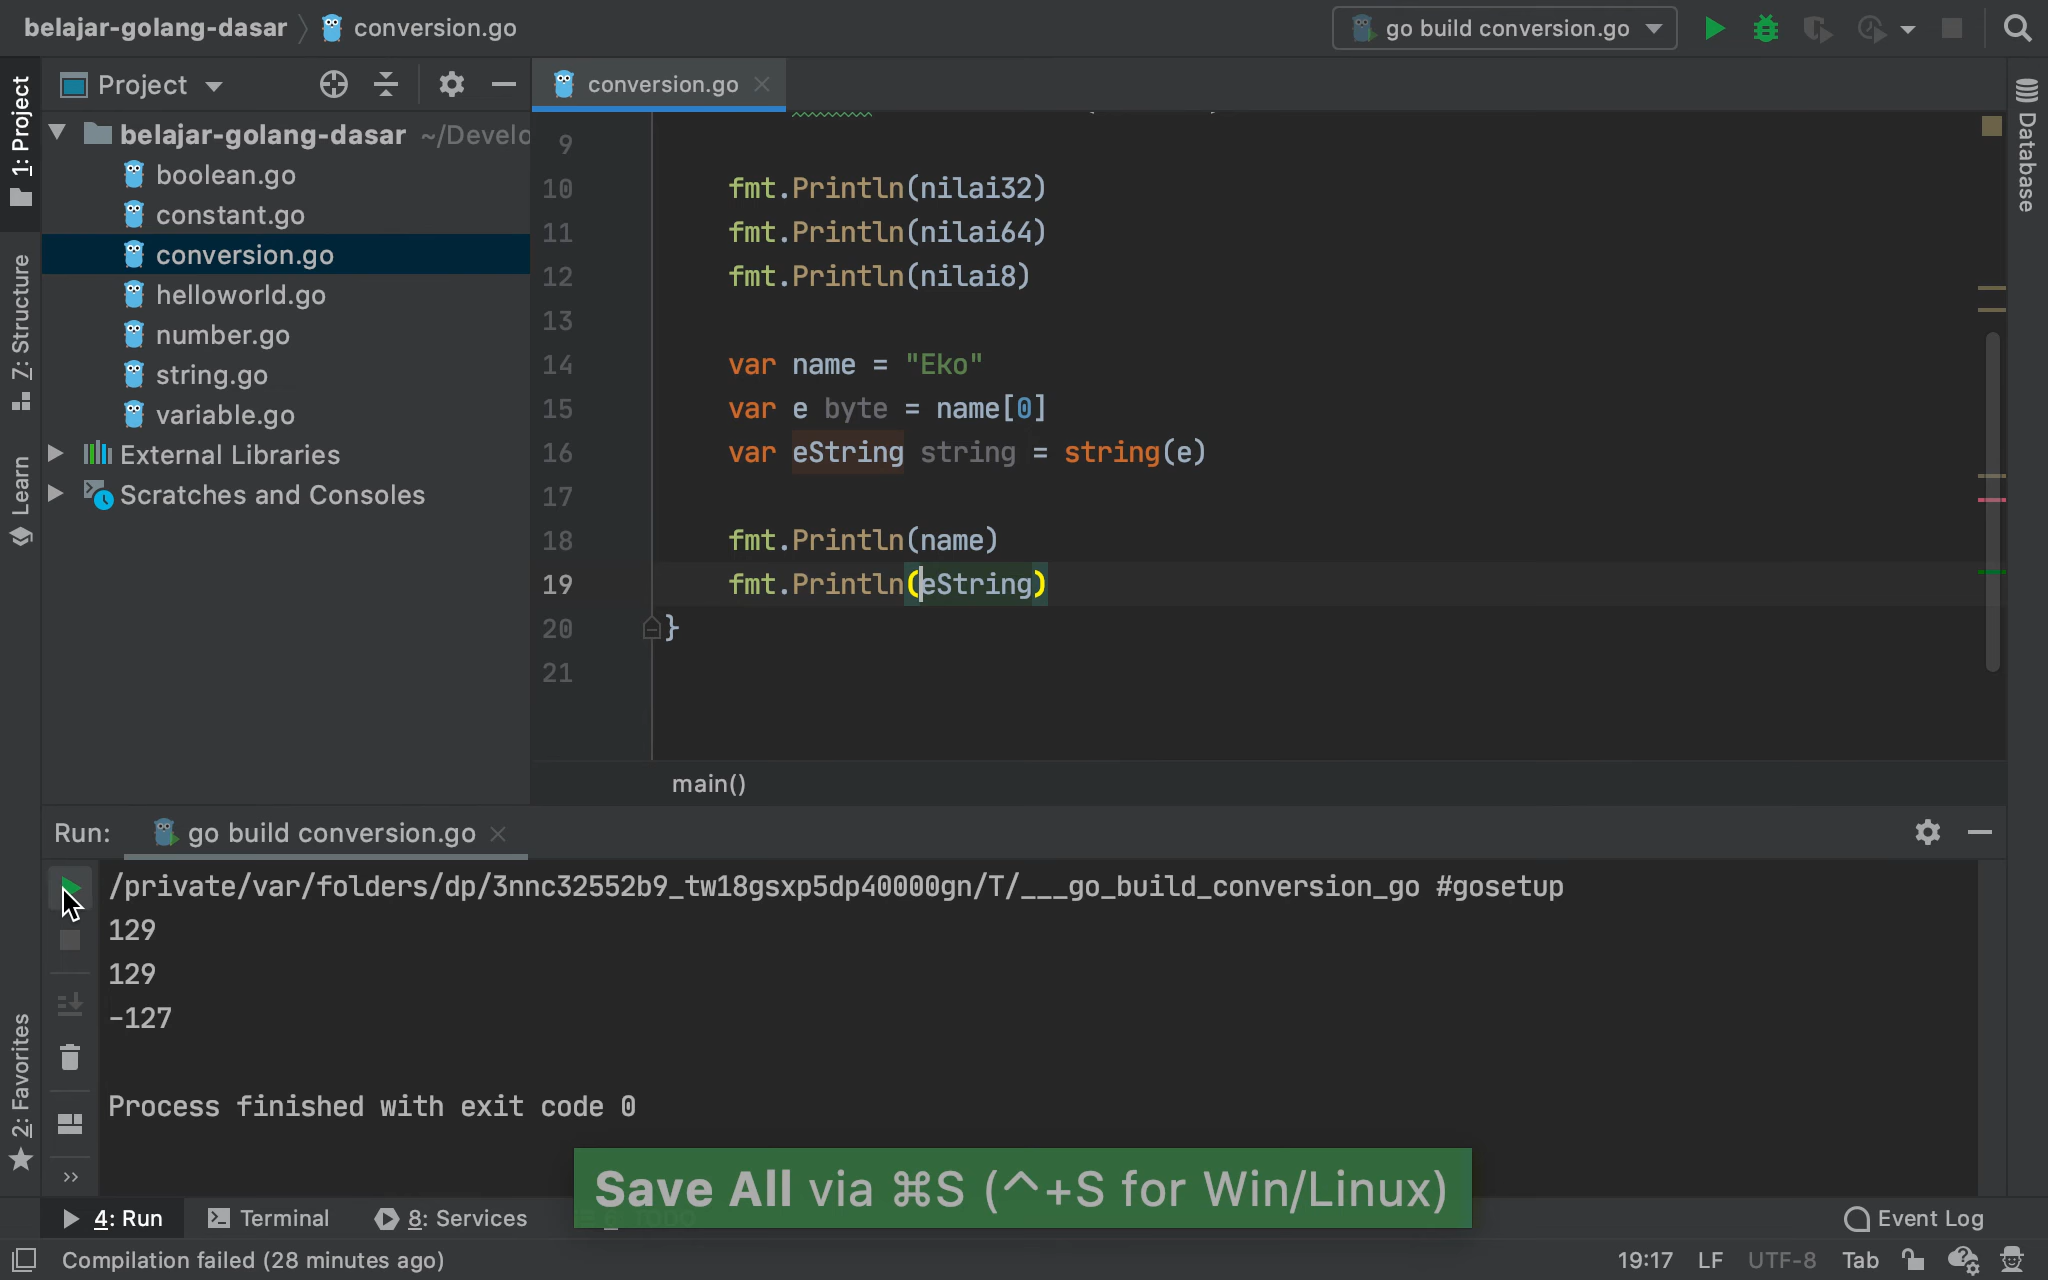 belajar-golang-dasar
conversion.go
go build conversion.go
1: Project
Project
conversion.go
belajar-golang-dasar ~/Develo
boolean.go
constant.go
conversion.go
helloworld.go
number.go
string.go
variable.go
External Libraries
Scratches and Consoles
7: Structure
Learn
2: Favorites
Database
9
10 fmt.Println(nilai32)
11 fmt.Println(nilai64)
12 fmt.Println(nilai8)
13
14 var name = "Eko"
15 var e byte = name[0]
16 var eString string = string(e)
17
18 fmt.Println(name)
19 fmt.Println(eString)
20 }
21
main()
Run: go build conversion.go
/private/var/folders/dp/3nnc32552b9_tw18gsxp5dp40000gn/T/___go_build_conversion_go #gosetup
129
129
-127
Process finished with exit code 0
Save All via ⌘S (^+S for Win/Linux)
4: Run
Terminal
8: Services
Event Log
Compilation failed (28 minutes ago)
19:17 LF UTF-8 Tab